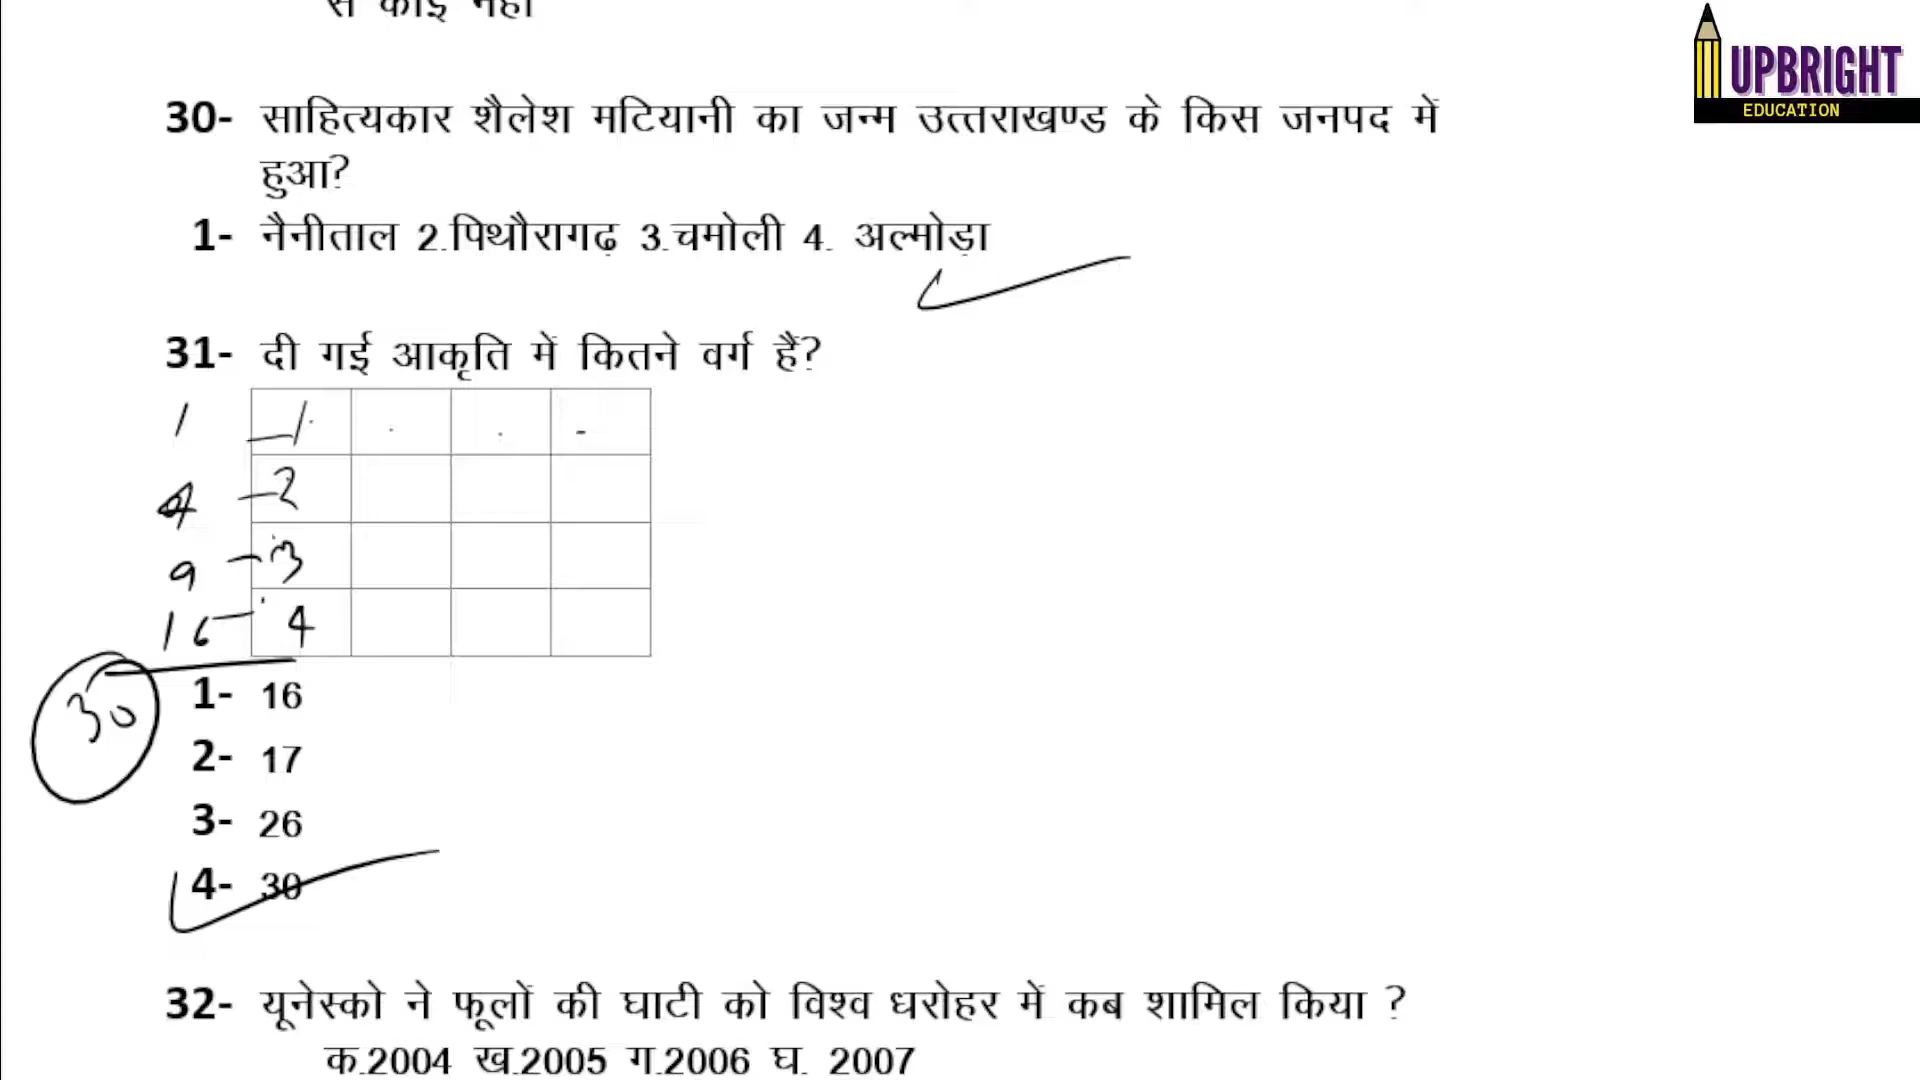 से कोई नहीं
UPBRIGHT
EDUCATION
30- साहित्यकार शैलेश मटियानी का जन्म उत्तराखण्ड के किस जनपद में
हुआ?
1- नैनीताल 2.पिथौरागढ़ 3.चमोली 4. अल्मोड़ा
31- दी गई आकृति में कितने वर्ग हैं?
1 1
4 2
9 3
16 4
30
1- 16
2- 17
3- 26
4- 30
32- यूनेस्को ने फूलों की घाटी को विश्व धरोहर में कब शामिल किया ?
क.2004 ख.2005 ग.2006 घ. 2007